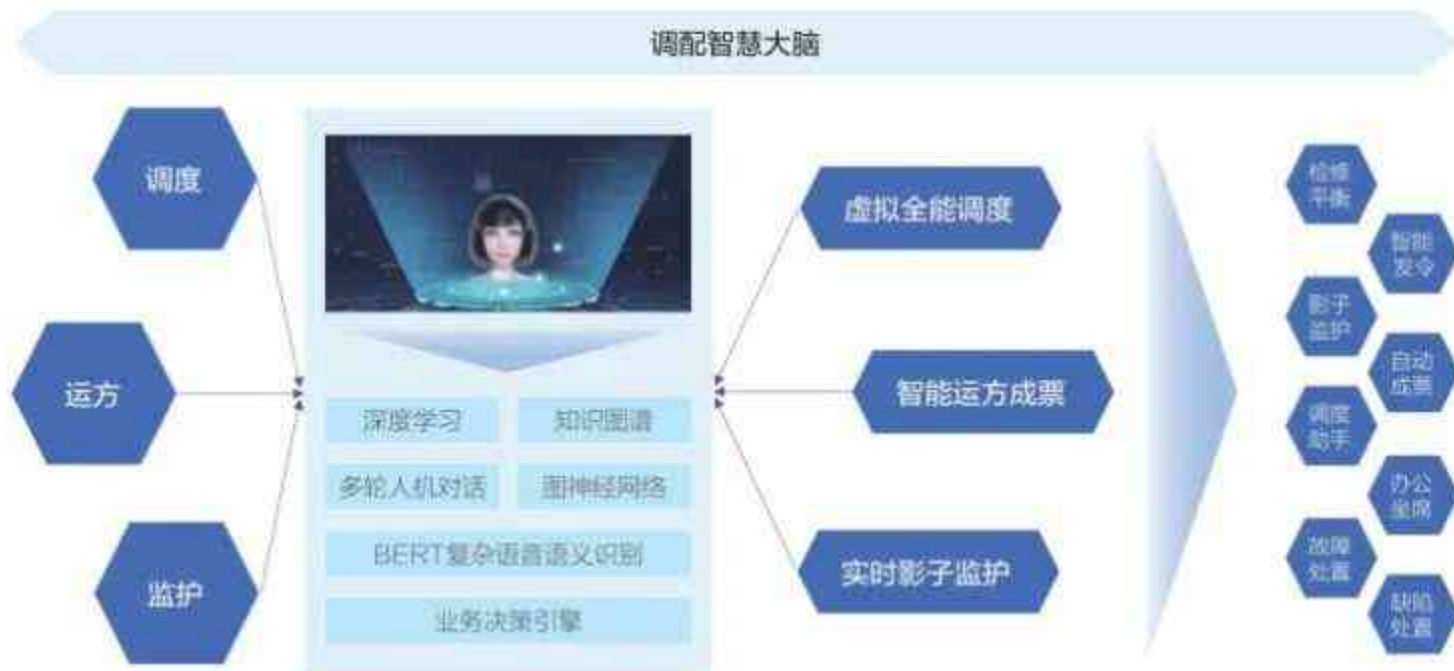 调配智慧大脑
调度
运方
监护
深度学习
知识图谱
多轮人机对话
图神经网络
BERT复杂语音语义识别
业务决策引擎
虚拟全能调度
智能运方成票
实时影子监护
检修
平衡
智能
发令
影子
监护
自动
成票
调度
助手
办公
坐席
故障
处置
缺陷
处置